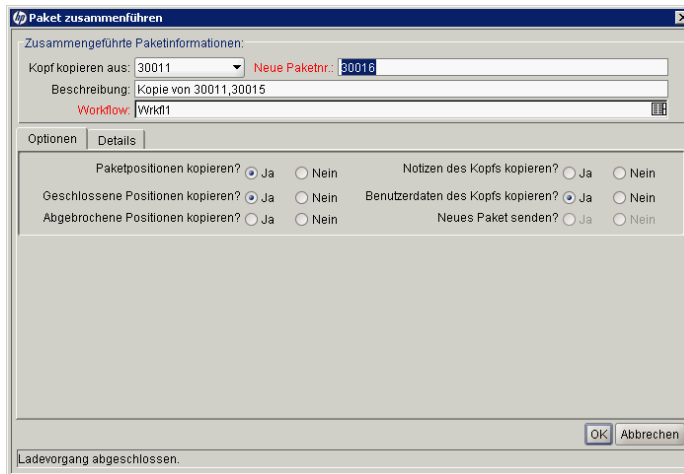 hp Paket zusammenführen
Zusammengeführte Paketinformationen:
Kopf kopieren aus: 30011 Neue Paketnr.: 30016
Beschreibung: Kopie von 30011,30015
Workflow: Wrkfl1
Optionen Details
Paketpositionen kopieren? Ja Nein Notizen des Kopfs kopieren? Ja Nein
Geschlossene Positionen kopieren? Ja Nein Benutzerdaten des Kopfs kopieren? Ja Nein
Abgebrochene Positionen kopieren? Ja Nein Neues Paket senden? Ja Nein
OK Abbrechen
Ladevorgang abgeschlossen.